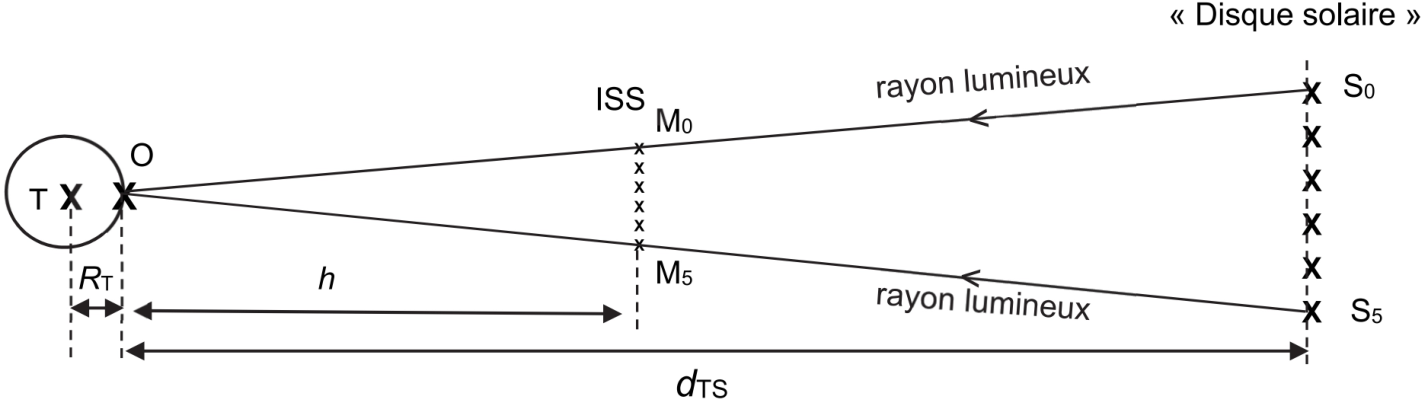 « Disque solaire »
rayon lumineux
S0
ISS
M0
O
T
M5
RT
h
rayon lumineux
S5
dTS